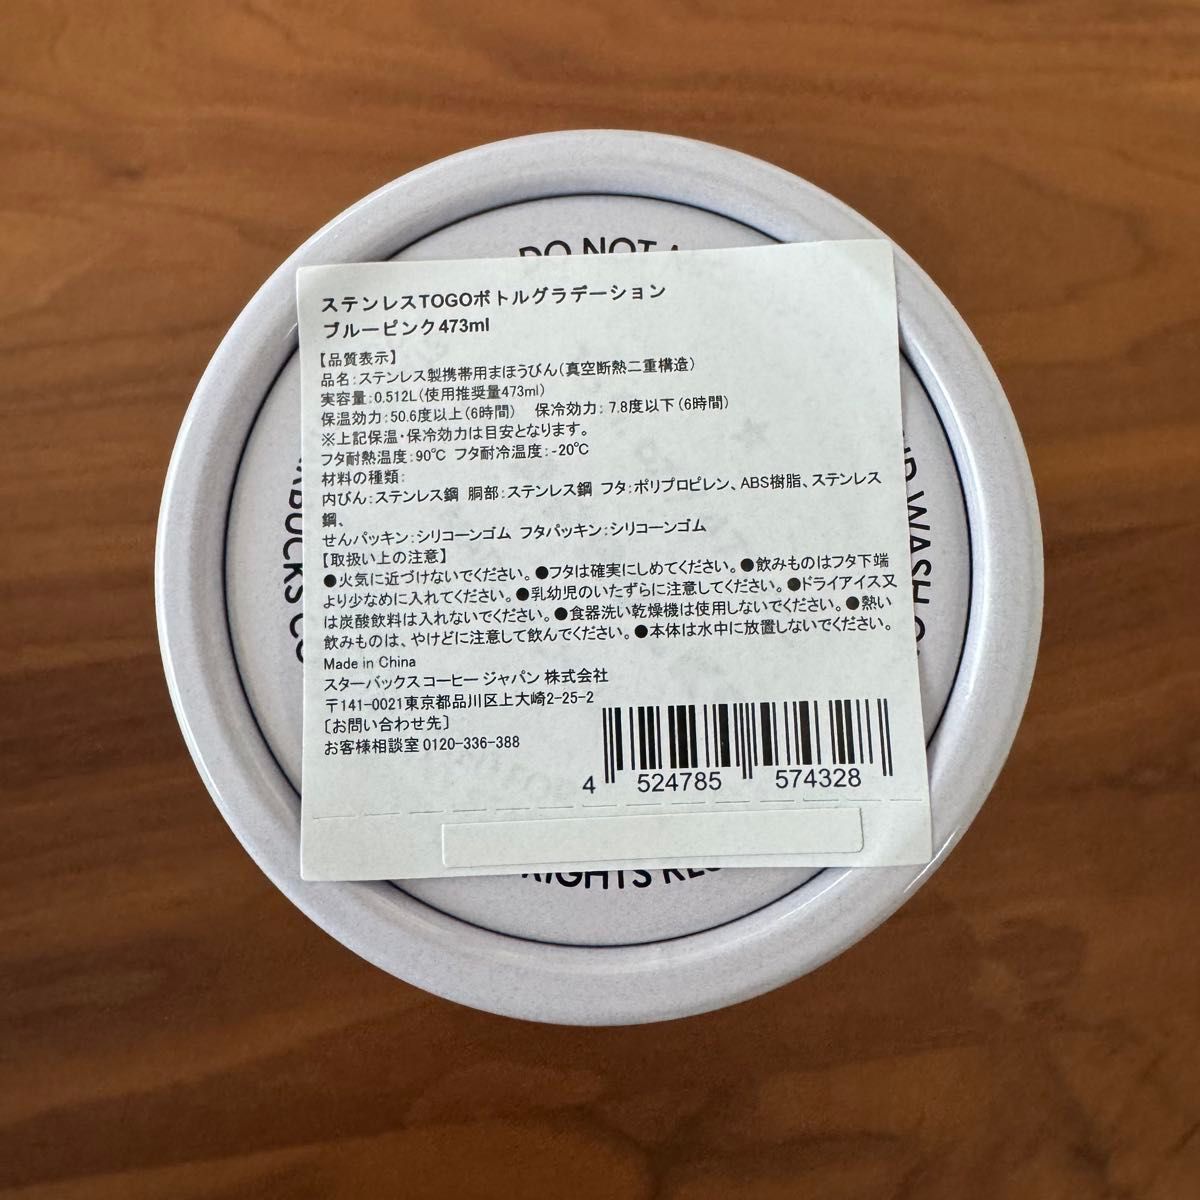 DO NOT
ステンレスTOGOボトルグラデーション
ブルーピンク473ml
【品質表示】
品名:ステンレス製携帯用まほうびん(真空断熱二重構造)
実容量:0.512L(使用推奨量473ml)
保温効力:50.6度以上(6時間)　保冷効力:7.8度以下(6時間)
※上記保温・保冷効力は目安となります。
フタ耐熱温度:90℃ フタ耐冷温度:-20℃
材料の種類:
内びん:ステンレス鋼 胴部:ステンレス鋼 フタ:ポリプロピレン、ABS樹脂、ステンレス
鋼、
せんパッキン:シリコーンゴム フタパッキン:シリコーンゴム
【取扱い上の注意】
●火気に近づけないでください。●フタは確実にしめてください。●飲みものはフタ下端
より少なめに入れてください。●乳幼児のいたずらに注意してください。●ドライアイス又
は炭酸飲料は入れないでください。●食器洗い乾燥機は使用しないでください。●熱い
飲みものは、やけどに注意して飲んでください。●本体は水中に放置しないでください。
Made in China
スターバックス コーヒー ジャパン 株式会社
〒141-0021東京都品川区上大崎2-25-2
[お問い合わせ先]
お客様相談室 0120-336-388
4 524785 574328
WASH
RIGHTS